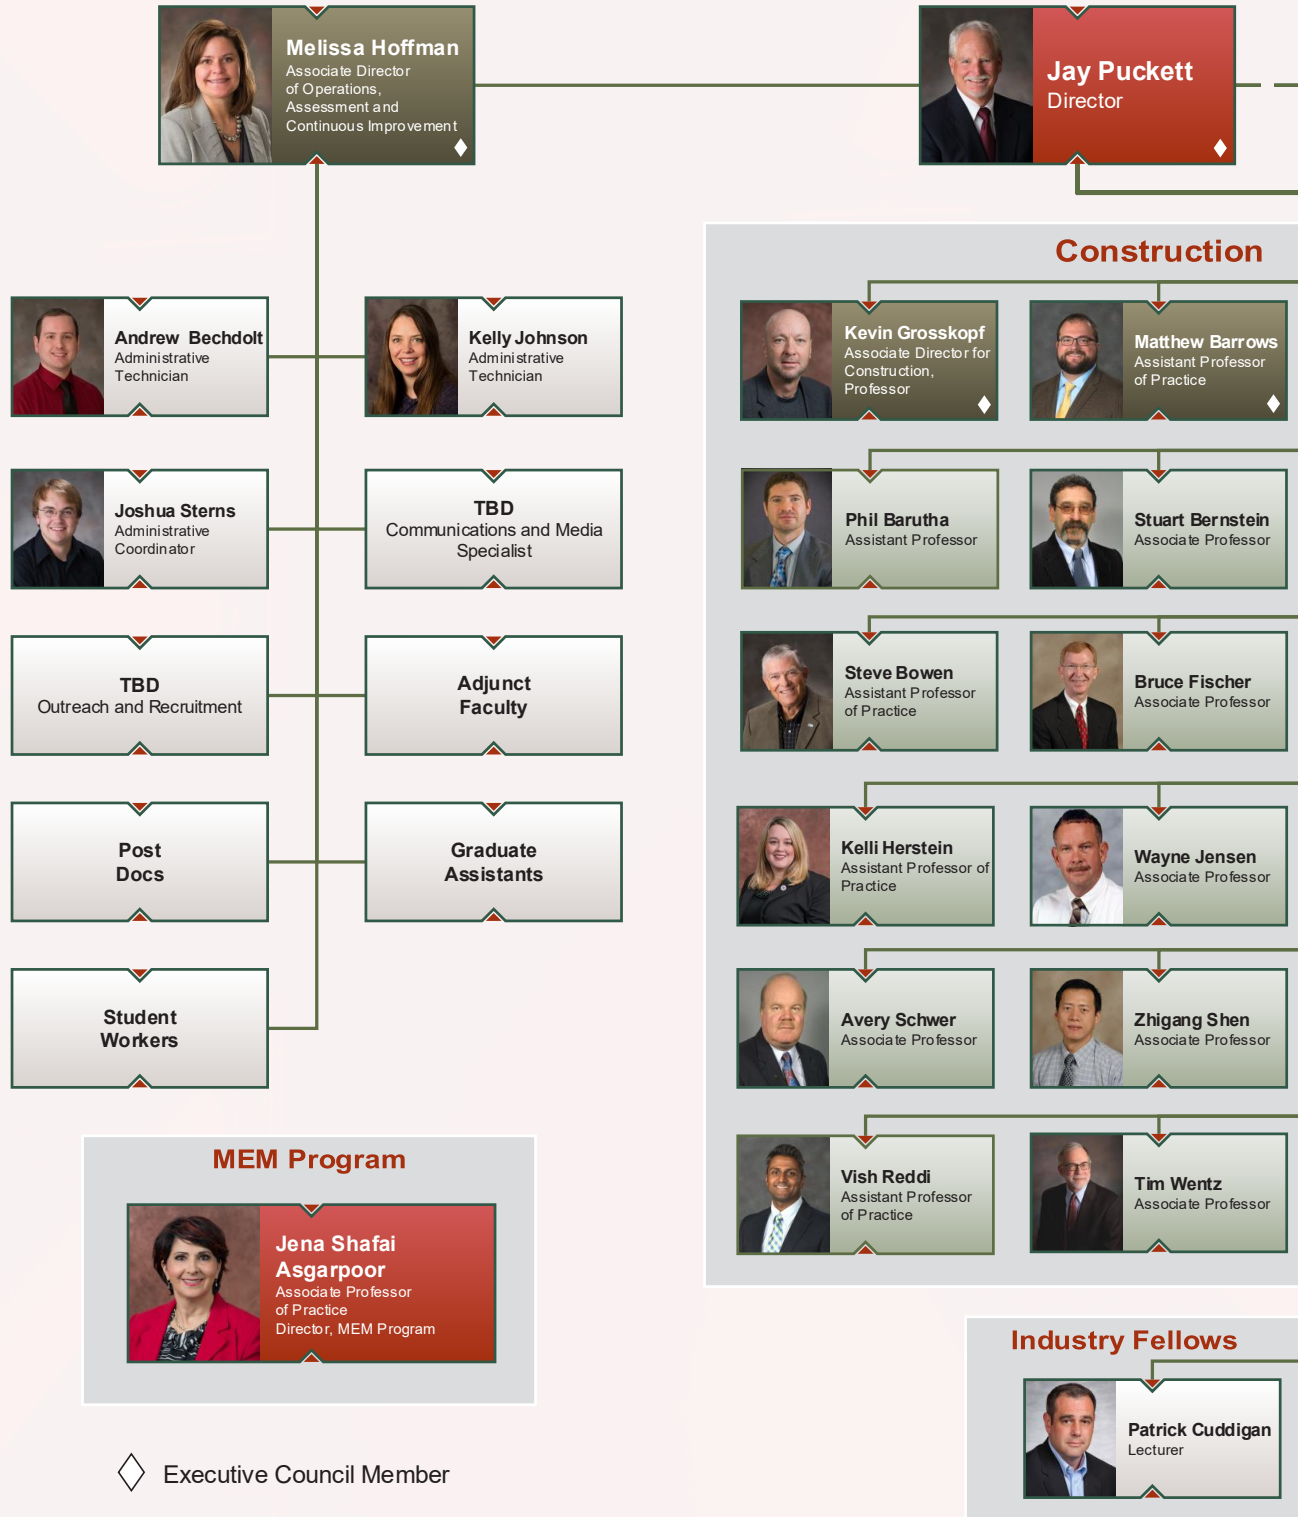 Melissa Hoffman
Associate Director
of Operations,
Assessment and
Continuous Improvement
Jay Puckett
Director
Andrew Bechdolt
Administrative
Technician
Kelly Johnson
Administrative
Technician
Joshua Sterns
Administrative
Coordinator
TBD
Communications and Media
Specialist
TBD
Outreach and Recruitment
Adjunct
Faculty
Post
Docs
Graduate
Assistants
Student
Workers
MEM Program
Jena Shafai
Asgarpoor
Associate Professor
of Practice
Director, MEM Program
Executive Council Member
Construction
Kevin Grosskopf
Associate Director for
Construction,
Professor
Matthew Barrows
Assistant Professor
of Practice
Phil Barutha
Assistant Professor
Stuart Bernstein
Associate Professor
Steve Bowen
Assistant Professor
of Practice
Bruce Fischer
Associate Professor
Kelli Herstein
Assistant Professor of
Practice
Wayne Jensen
Associate Professor
Avery Schwer
Associate Professor
Zhigang Shen
Associate Professor
Vish Reddi
Assistant Professor
of Practice
Tim Wentz
Associate Professor
Industry Fellows
Patrick Cuddigan
Lecturer